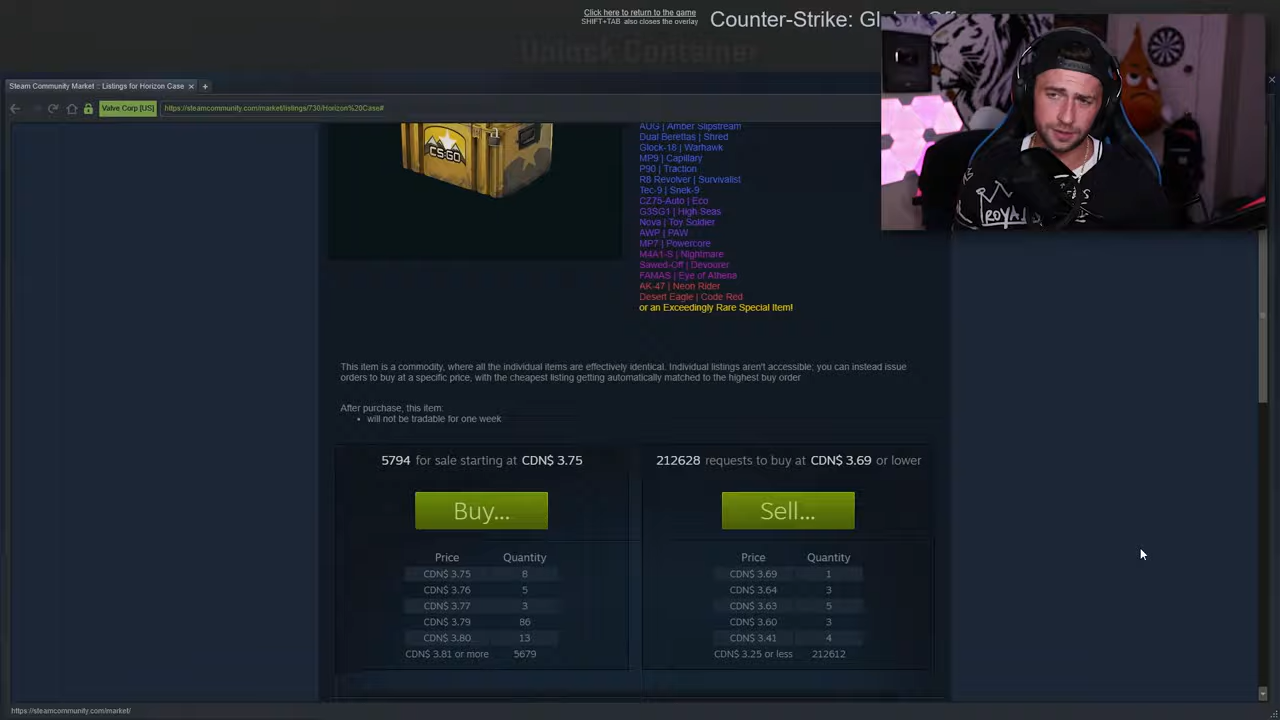 Click here to return to the game
SHIFT+TAB also closes the overlay
Counter-Strike: Global Off
Unlock Container
Steam Community Market :: Listings for Horizon Case
Valve Corp [US]
https://steamcommunity.com/market/listings/730/Horizon%20Case#
CS:GO
AUG | Amber Slipstream
Dual Berettas | Shred
Glock-18 | Warhawk
MP9 | Capillary
P90 | Traction
R8 Revolver | Survivalist
Tec-9 | Snek-9
CZ75-Auto | Eco
G3SG1 | High Seas
Nova | Toy Soldier
AWP | PAW
MP7 | Powercore
M4A1-S | Nightmare
Sawed-Off | Devourer
FAMAS | Eye of Athena
AK-47 | Neon Rider
Desert Eagle | Code Red
or an Exceedingly Rare Special Item!
ROYAL
This item is a commodity, where all the individual items are effectively identical. Individual listings aren't accessible; you can instead issue
orders to buy at a specific price, with the cheapest listing getting automatically matched to the highest buy order
After purchase, this item:
• will not be tradable for one week
5794 for sale starting at CDN$ 3.75
Buy...
Price Quantity
CDN$ 3.75 8
CDN$ 3.76 5
CDN$ 3.77 3
CDN$ 3.79 86
CDN$ 3.80 13
CDN$ 3.81 or more 5679
212628 requests to buy at CDN$ 3.69 or lower
Sell...
Price Quantity
CDN$ 3.69 1
CDN$ 3.64 3
CDN$ 3.63 5
CDN$ 3.60 3
CDN$ 3.41 4
CDN$ 3.25 or less 212612
https://steamcommunity.com/market/